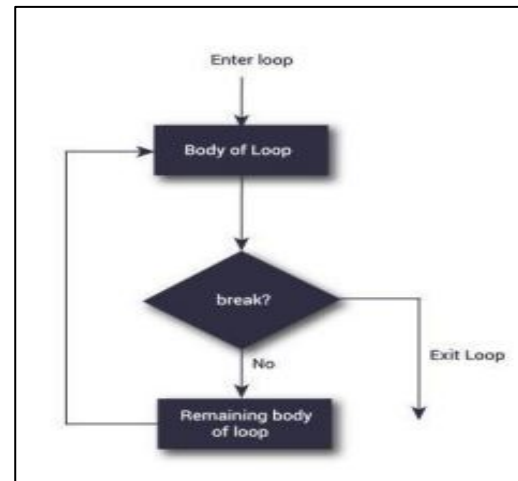 Enter loop
Body of Loop
break?
No
Exit Loop
Remaining body
of loop